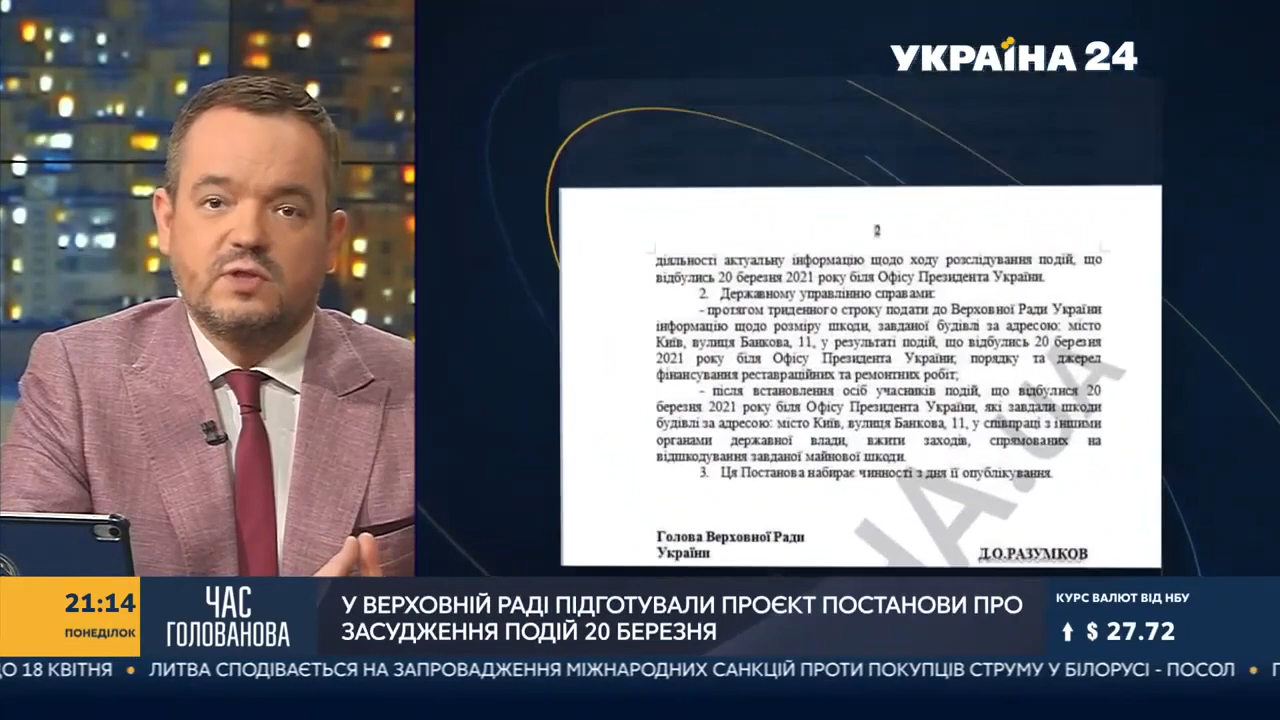 УКРАЇНА 24
2
діяльності актуальну інформацію щодо ходу розслідування подій, що
відбулись 20 березня 2021 року біля Офісу Президента України.
2. Державному управлінню справами:
- протягом триденного строку подати до Верховної Ради України
інформацію щодо розміру шкоди, завданої будівлі за адресою: місто
Київ, вулиця Банкова, 11, у результаті подій, що відбулись 20 березня
2021 року біля Офісу Президента України, порядку та джерел
фінансування реставраційних та ремонтних робіт;
- після встановлення осіб учасників подій, що відбулися 20
березня 2021 року біля Офісу Президента України, які завдали шкоди
будівлі за адресою: місто Київ, вулиця Банкова, 11, у співпраці з іншими
органами державної влади, вжити заходів, спрямованих на
відшкодування завданої майнової шкоди.
3. Ця Постанова набирає чинності з дня її опублікування.
Голова Верховної Ради
України Д.О.РАЗУМКОВ
НА.UA
21:14
ПОНЕДІЛОК
ЧАС
ГОЛОВАНОВА
У ВЕРХОВНІЙ РАДІ ПІДГОТУВАЛИ ПРОЄКТ ПОСТАНОВИ ПРО
ЗАСУДЖЕННЯ ПОДІЙ 20 БЕРЕЗНЯ
КУРС ВАЛЮТ ВІД НБУ
$ 27.72
ДО 18 КВІТНЯ • ЛИТВА СПОДІВАЄТЬСЯ НА ЗАПРОВАДЖЕННЯ МІЖНАРОДНИХ САНКЦІЙ ПРОТИ ПОКУПЦІВ СТРУМУ У БІЛОРУСІ - ПОСОЛ •